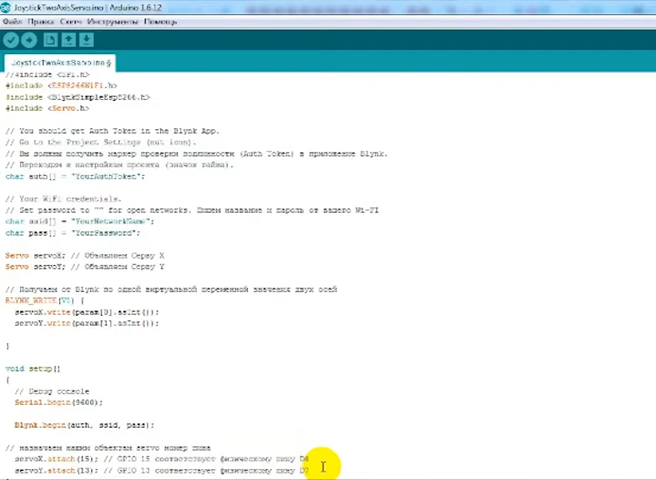 JoystickTwoAxisServo.ino | Arduino 1.6.12
Файл Правка Скетч Инструменты Помощь
JoystickTwoAxisServo.ino §
#include <ESP8266WiFi.h>
#include <BlynkSimpleEsp8266.h>
#include <Servo.h>
// You should get Auth Token in the Blynk App.
// Go to the Project Settings (nut icon).
// Вы должны получить маркер проверки подлинности (Auth Token) в приложение Blynk.
// Переходим в настройкам проекта (значок гайка).
char auth[] = "YourAuthToken";
// Your WiFi credentials.
// Set password to "" for open networks. Пишем название и пароль от вашего Wi-FI
char ssid[] = "YourNetworkName";
char pass[] = "YourPassword";
Servo servoX; // Объявляем Серву X
Servo servoY; // Объявляем Серву Y
// Получаем от Blynk по одной виртуальной переменной значения двух осей
BLYNK_WRITE(V1) {
servoX.write(param[0].asInt());
servoY.write(param[1].asInt());
}
void setup()
{
// Debug console
Serial.begin(9600);
Blynk.begin(auth, ssid, pass);
// назначаем нашим объектам servo номер пина
servoX.attach(15); // GPIO 15 соответствует физическому пину D8
servoY.attach(13); // GPIO 13 соответствует физическому пину D7